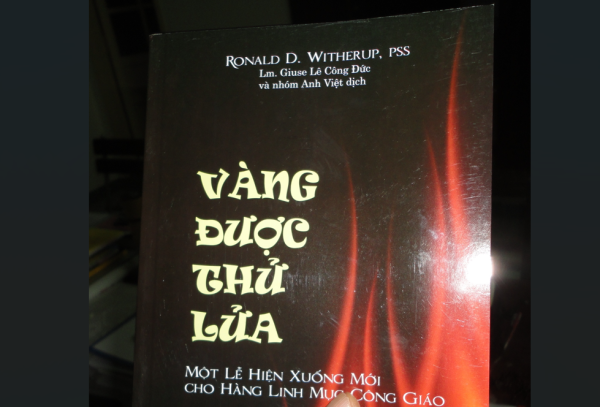 RONALD D. WITHERUP, PSS
Lm. Giuse Lê Công Đức
và nhóm Anh Việt dịch
VÀNG
ĐƯỢC
THỬ
LỬA
MỘT LỄ HIỆN XUỐNG MỚI
CHO HÀNG LINH MỤC CÔNG GIÁO